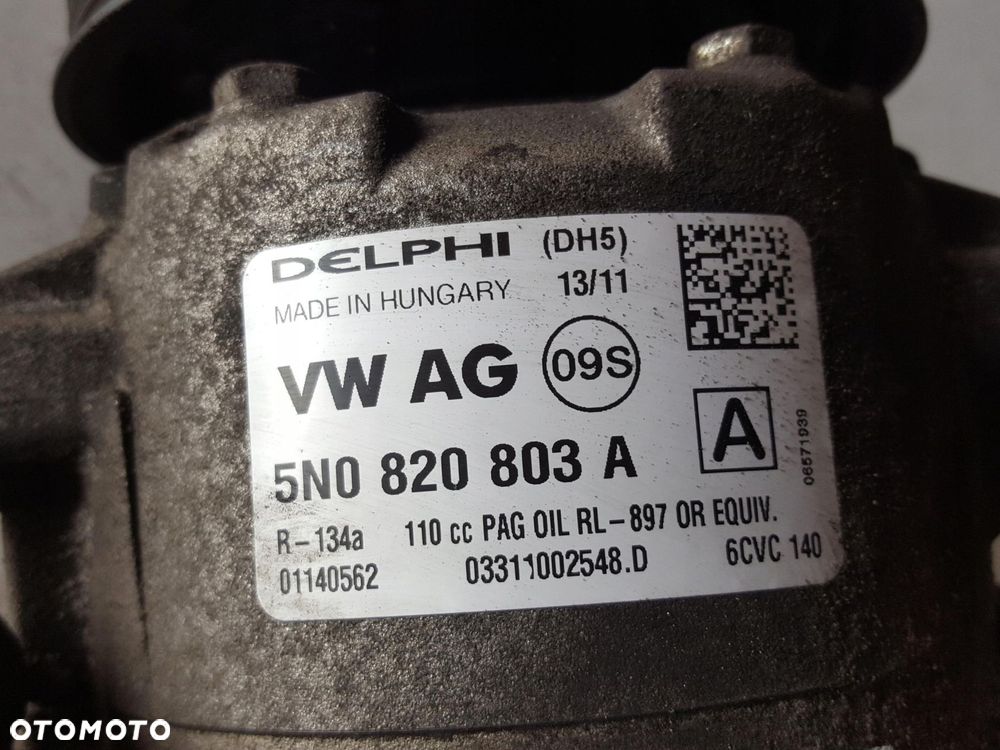 DELPHI (DH5)
MADE IN HUNGARY 13/11
VW AG 09S
A
5N0 820 803 A
06571939
R-134a 110 cc PAG OIL RL-897 OR EQUIV.
01140562 03311002548.D 6CVC 140
OTOMOTO